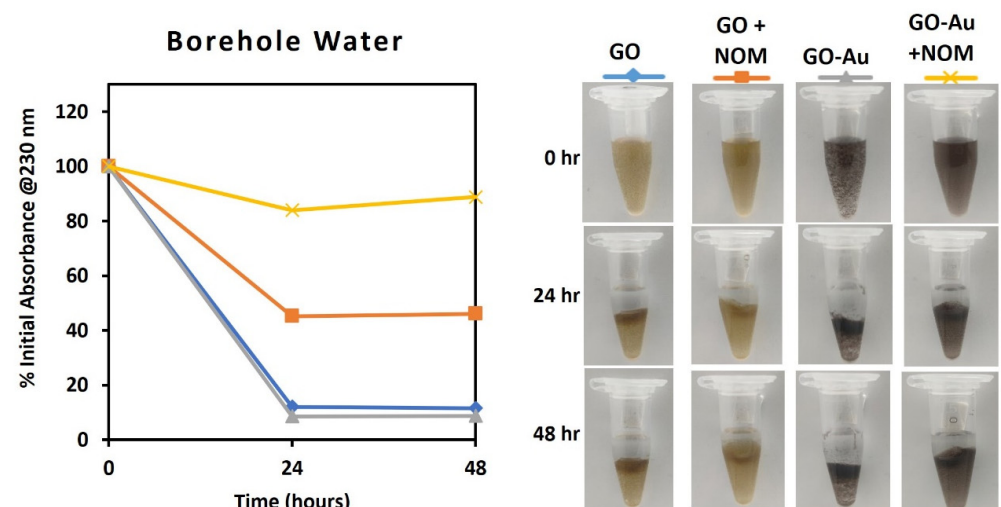 Borehole Water
% Initial Absorbance @230 nm
120
100
80
60
40
20
0
0 24 48
Time (hours)
GO
GO +
NOM
GO-Au
GO-Au
+NOM
0 hr
24 hr
48 hr